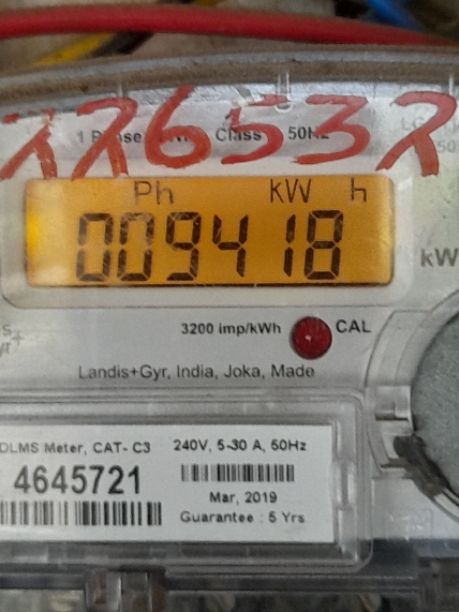 226532
1 Phase
Class
50Hz
Ph kW h
009418
kW
3200 imp/kWh
CAL
Landis+Gyr, India, Joka, Made
DLMS Meter, CAT- C3
240V, 5-30 A, 50Hz
4645721
Mar, 2019
Guarantee : 5 Yrs